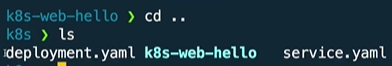 k8s-web-hello ❯ cd ..
k8s ❯ ls
deployment.yaml k8s-web-hello service.yaml